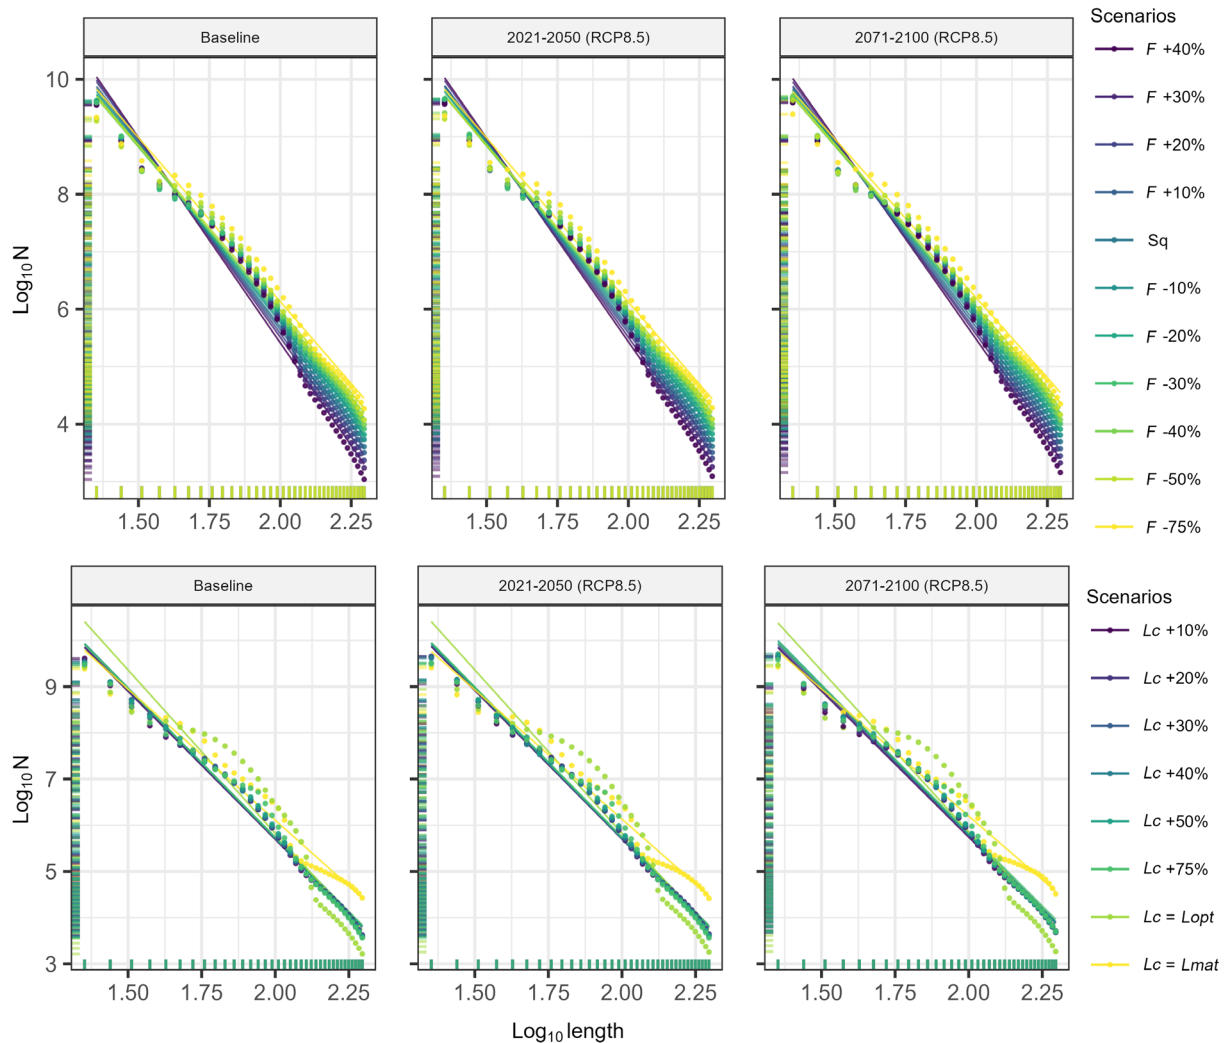 Baseline
2021-2050 (RCP8.5)
2071-2100 (RCP8.5)
Scenarios
F +40%
F +30%
F +20%
F +10%
Sq
F -10%
F -20%
F -30%
F -40%
F -50%
F -75%
Log10 N
10
8
6
4
1.50 1.75 2.00 2.25
1.50 1.75 2.00 2.25
1.50 1.75 2.00 2.25
Baseline
2021-2050 (RCP8.5)
2071-2100 (RCP8.5)
Scenarios
Lc +10%
Lc +20%
Lc +30%
Lc +40%
Lc +50%
Lc +75%
Lc = Lopt
Lc = Lmat
Log10 N
9
7
5
3
1.50 1.75 2.00 2.25
1.50 1.75 2.00 2.25
1.50 1.75 2.00 2.25
Log10 length